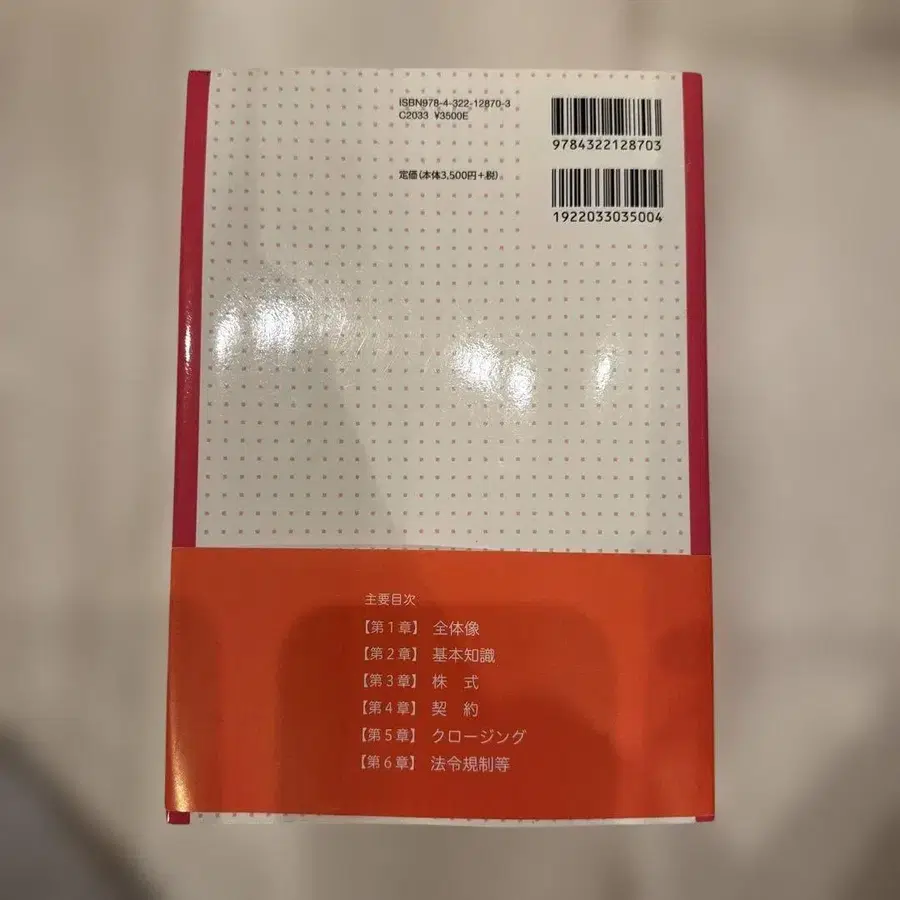 ISBN978-4-322-12870-3
C2033 ¥3500E
定価(本体3,500円+税)
9784322128703
1922033035004
主要目次
【第1章】 全体像
【第2章】 基本知識
【第3章】 株 式
【第4章】 契 約
【第5章】 クロージング
【第6章】 法令規制等